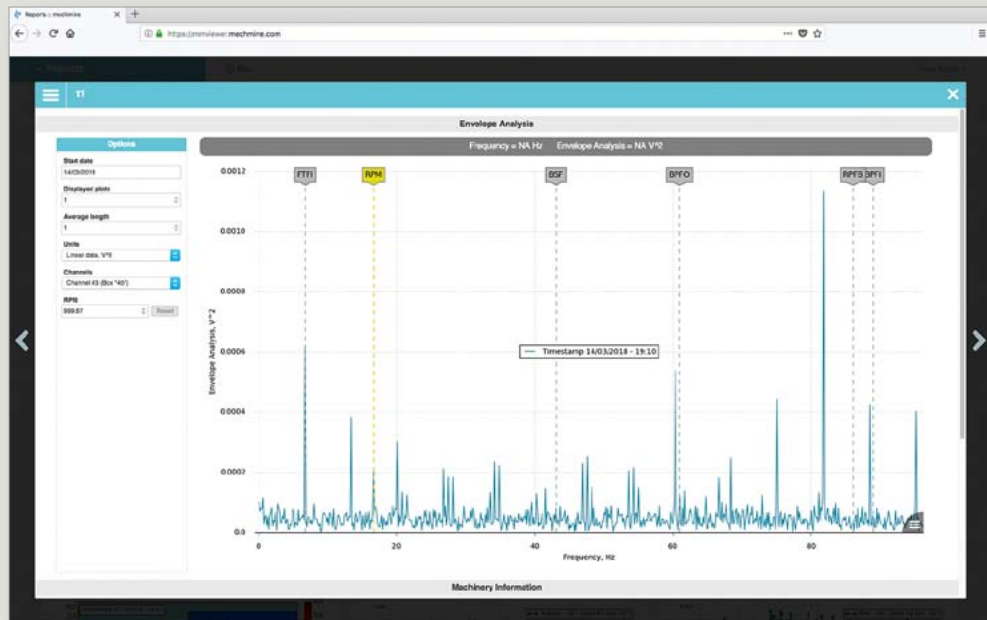 Reports :: mechmine
https://mmviewer.mechmine.com
Reports
t1
Envelope Analysis
Options
Start date
14/03/2018
Displayed plots
1
Average length
1
Units
Linear data, V^2
Channels
RPM
999.87
Reset
Frequency = NA Hz Envelope Analysis = NA V^2
FTFi
RPM
BSF
BPFO
BPFI
0.0012
0.0010
0.0008
0.0006
0.0004
0.0002
0.0
Envelope Analysis, V^2
Timestamp 14/03/2018 - 19:10
0
20
40
60
80
Frequency, Hz
Machinery Information